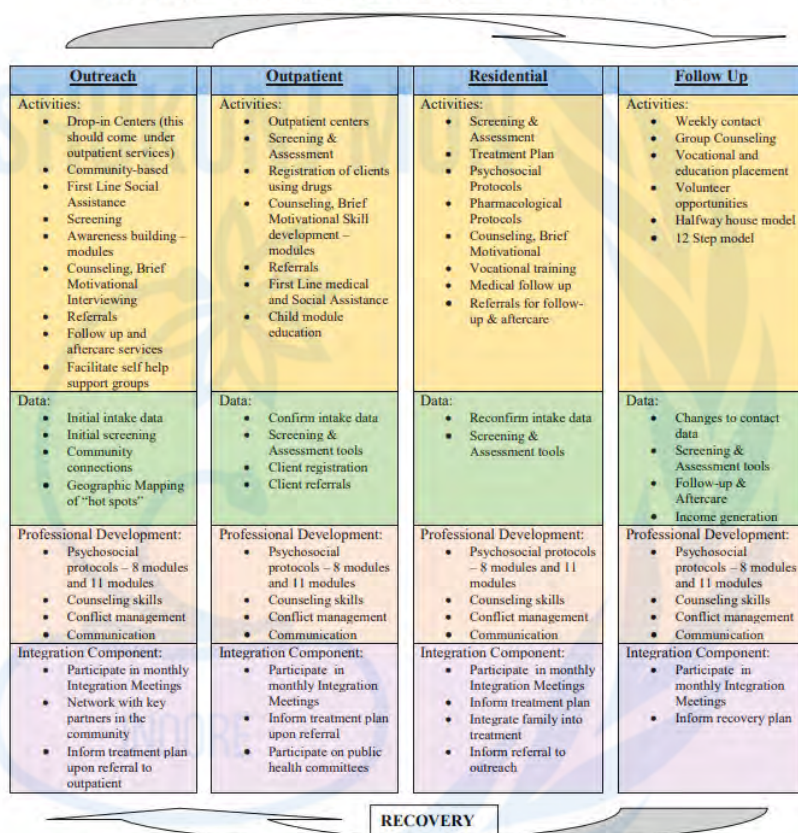 Outreach
Activities:
• Drop-in Centers (this
should come under
outpatient services)
• Community-based
• First Line Social
Assistance
• Screening
• Awareness building –
modules
• Counseling, Brief
Motivational
Interviewing
• Referrals
• Follow up and
aftercare services
• Facilitate self help
support groups
Data:
• Initial intake data
• Initial screening
• Community
connections
• Geographic Mapping
of “hot spots”
Professional Development:
• Psychosocial
protocols – 8 modules
and 11 modules
• Counseling skills
• Conflict management
• Communication
Integration Component:
• Participate in monthly
Integration Meetings
• Network with key
partners in the
community
• Inform treatment plan
upon referral to
outpatient
Outpatient
Activities:
• Outpatient centers
• Screening &
Assessment
• Registration of clients
using drugs
• Counseling, Brief
Motivational Skill
development –
modules
• Referrals
• First Line medical
and Social Assistance
• Child module
education
Data:
• Confirm intake data
• Screening &
Assessment tools
• Client registration
• Client referrals
Professional Development:
• Psychosocial
protocols – 8 modules
and 11 modules
• Counseling skills
• Conflict management
• Communication
Integration Component:
• Participate in
monthly Integration
Meetings
• Inform treatment plan
upon referral
• Participate on public
health committees
Residential
Activities:
• Screening &
Assessment
• Treatment Plan
• Psychosocial
Protocols
• Pharmacological
Protocols
• Counseling, Brief
Motivational
• Vocational training
• Medical follow up
• Referrals for follow-
up & aftercare
Data:
• Reconfirm intake data
• Screening &
Assessment tools
Professional Development:
• Psychosocial protocols
– 8 modules and 11
modules
• Counseling skills
• Conflict management
• Communication
Integration Component:
• Participate in monthly
Integration Meetings
• Inform treatment plan
• Integrate family into
treatment
• Inform referral to
outreach
Follow Up
Activities:
• Weekly contact
• Group Counseling
• Vocational and
education placement
• Volunteer
opportunities
• Halfway house model
• 12 Step model
Data:
• Changes to contact
data
• Screening &
Assessment tools
• Follow-up &
Aftercare
• Income generation
Professional Development:
• Psychosocial
protocols – 8 modules
and 11 modules
• Counseling skills
• Conflict management
• Communication
Integration Component:
• Participate in
monthly Integration
Meetings
• Inform recovery plan
RECOVERY